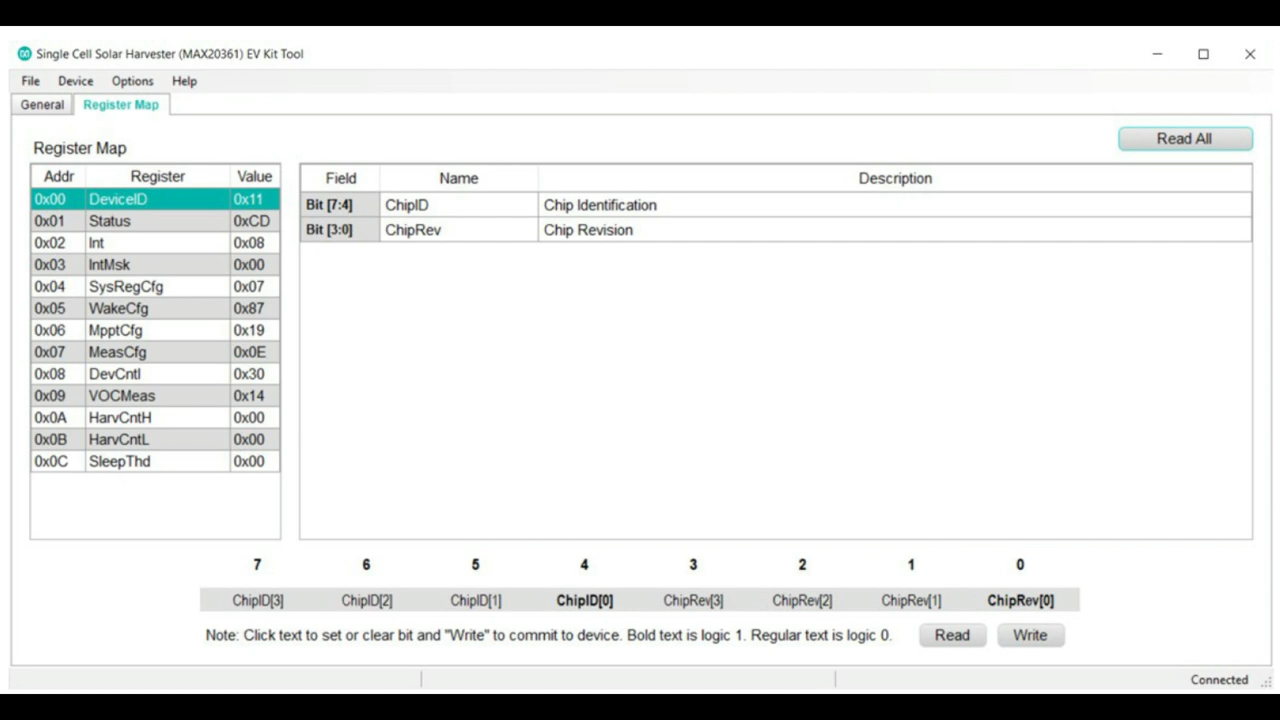 Single Cell Solar Harvester (MAX20361) EV Kit Tool
File Device Options Help
General Register Map
Read All
Register Map
Addr Register Value
0x00 DeviceID 0x11
0x01 Status 0xCD
0x02 Int 0x08
0x03 IntMsk 0x00
0x04 SysRegCfg 0x07
0x05 WakeCfg 0x87
0x06 MpptCfg 0x19
0x07 MeasCfg 0x0E
0x08 DevCntl 0x30
0x09 VOCMeas 0x14
0x0A HarvCntH 0x00
0x0B HarvCntL 0x00
0x0C SleepThd 0x00
Field Name Description
Bit [7:4] ChipID Chip Identification
Bit [3:0] ChipRev Chip Revision
7 6 5 4 3 2 1 0
ChipID[3] ChipID[2] ChipID[1] ChipID[0] ChipRev[3] ChipRev[2] ChipRev[1] ChipRev[0]
Note: Click text to set or clear bit and "Write" to commit to device. Bold text is logic 1. Regular text is logic 0. Read Write
Connected